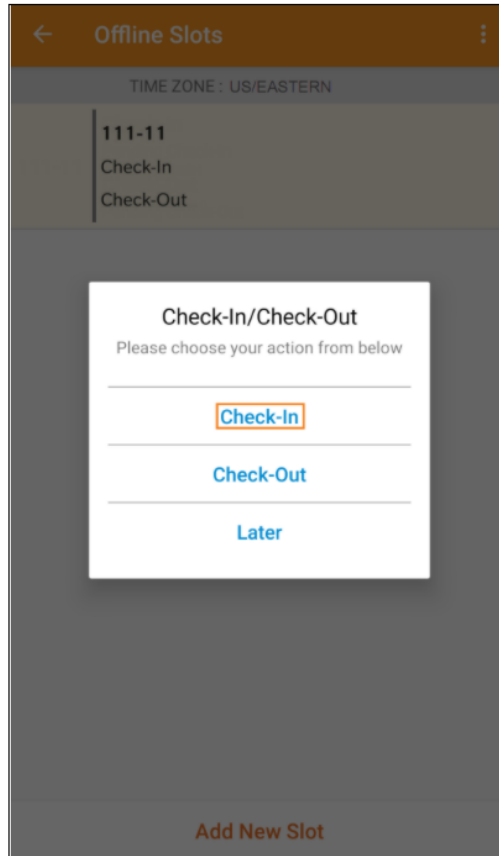 Offline Slots
TIME ZONE : US/EASTERN
111-11
Check-In
Check-Out
Check-In/Check-Out
Please choose your action from below
Check-In
Check-Out
Later
Add New Slot